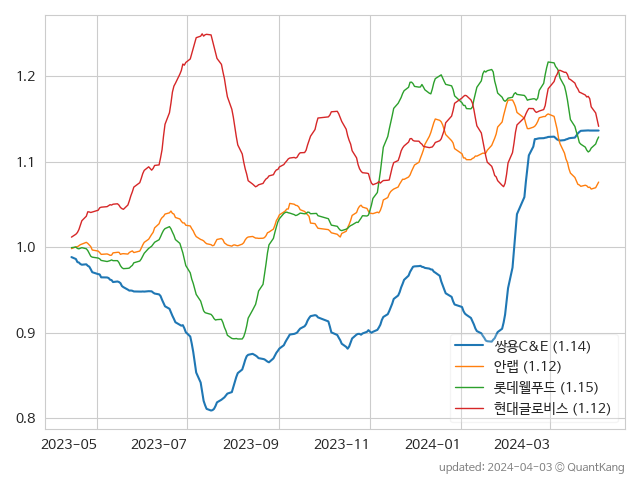 1.2
1.1
1.0
0.9
0.8
쌍용C&E (1.14)
안랩 (1.12)
롯데웰푸드 (1.15)
현대글로비스 (1.12)
2023-05 2023-07 2023-09 2023-11 2024-01 2024-03
updated: 2024-04-03 © QuantKang